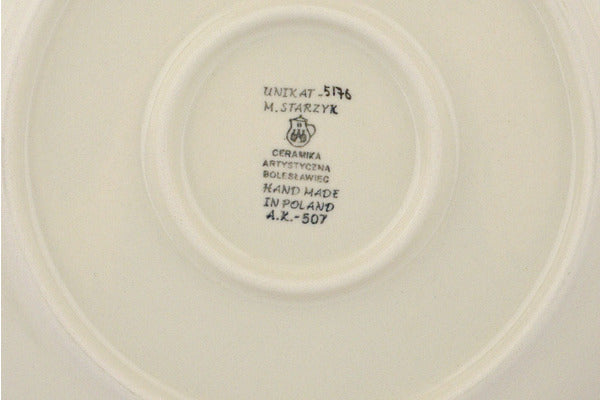 UNIKAT-5176
M. STARZYK
CERAMIKA
ARTYSTYCZNA
BOLESŁAWIEC
HAND MADE
IN POLAND
A.K.-507